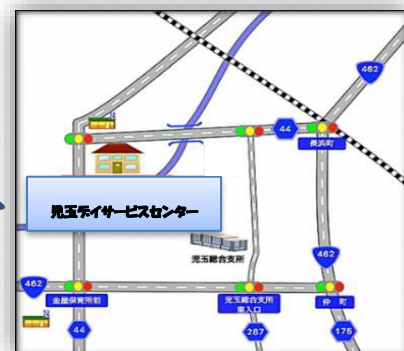 462
44
長浜町
児玉デイサービスセンター
児玉総合支所
462
462
金屋保育所前
児玉総合支所
東入口
仲 町
44
287
175